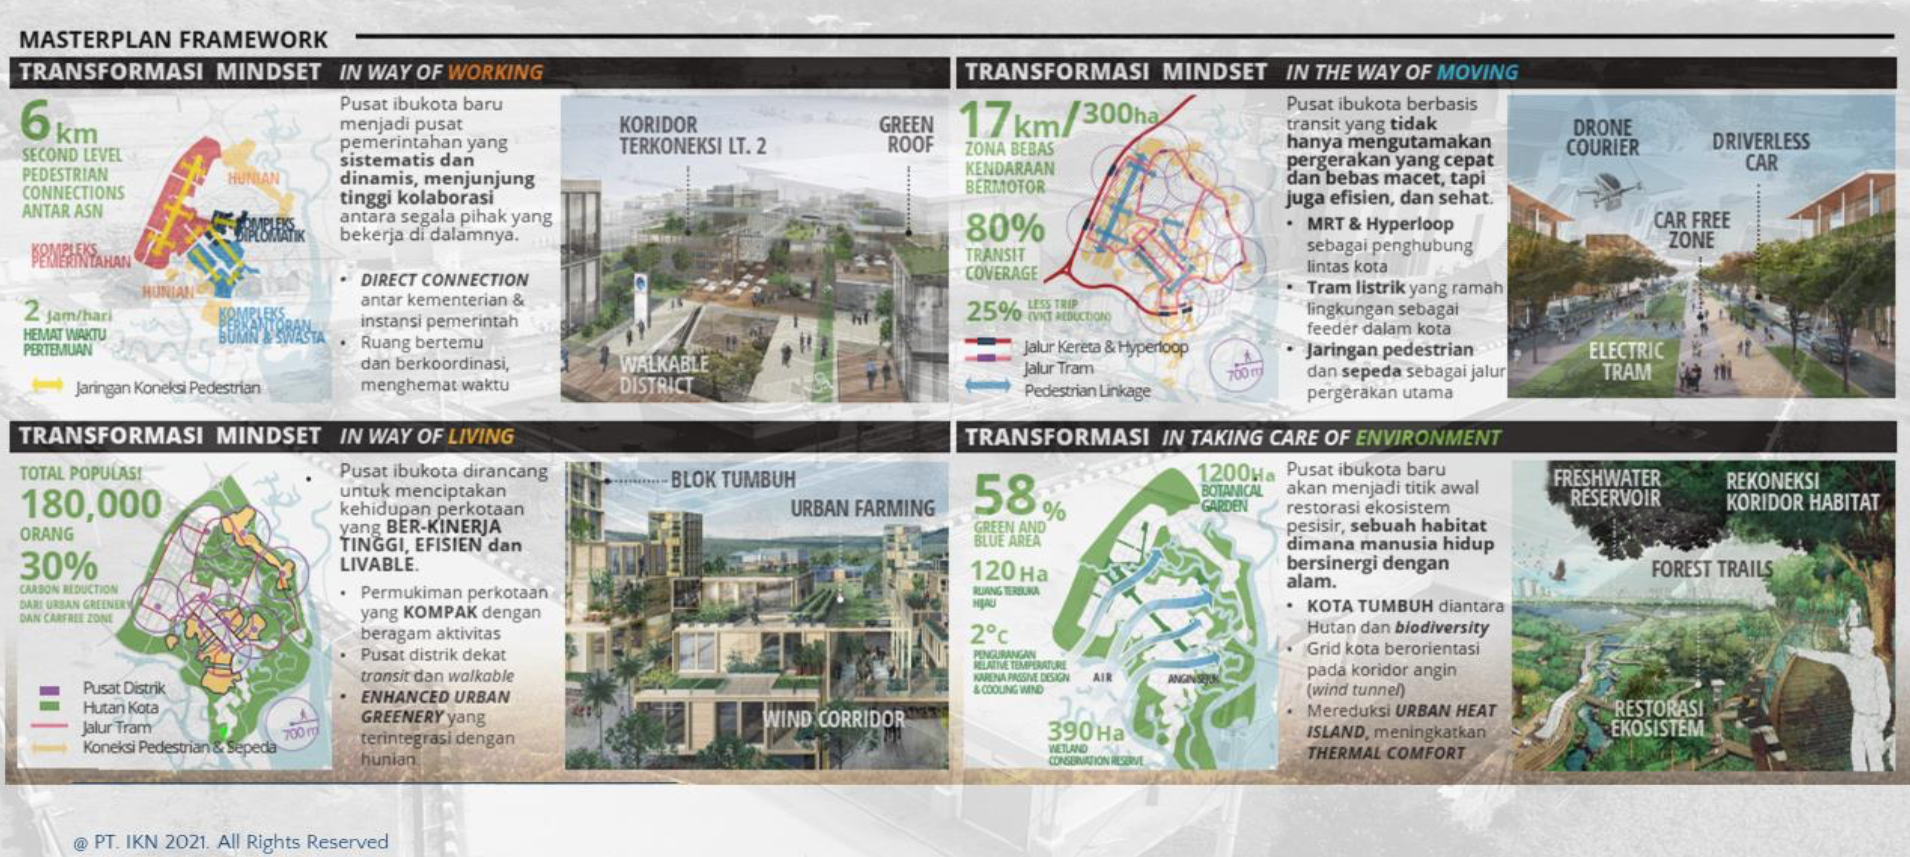 MASTERPLAN FRAMEWORK
TRANSFORMASI MINDSET IN WAY OF WORKING
6 km
SECOND LEVEL
PEDESTRIAN
CONNECTIONS
ANTAR ASN
HUNIAN
KOMPLEKS
DIPLOMATIK
KOMPLEKS
PEMERINTAHAN
HUNIAN
KOMPLEKS
PERKANTORAN
BUMN & SWASTA
2 Jam/hari
HEMAT WAKTU
PERTEMUAN
Jaringan Koneksi Pedestrian
Pusat ibukota baru
menjadi pusat
pemerintahan yang
sistematis dan
dinamis, menjunjung
tinggi kolaborasi
antara segala pihak yang
bekerja di dalamnya.
• DIRECT CONNECTION
antar kementerian &
instansi pemerintah
• Ruang bertemu
dan berkoordinasi,
menghemat waktu
KORIDOR
TERKONEKSI LT. 2
GREEN
ROOF
WALKABLE
DISTRICT
TRANSFORMASI MINDSET IN THE WAY OF MOVING
17 km/300ha
ZONA BEBAS
KENDARAAN
BERMOTOR
80%
TRANSIT
COVERAGE
25% LESS TRIP
(VKT REDUCTION)
Jalur Kereta & Hyperloop
Jalur Tram
Pedestrian Linkage
700 m
Pusat ibukota berbasis
transit yang tidak
hanya mengutamakan
pergerakan yang cepat
dan bebas macet, tapi
juga efisien, dan sehat.
• MRT & Hyperloop
sebagai penghubung
lintas kota
• Tram listrik yang ramah
lingkungan sebagai
feeder dalam kota
• Jaringan pedestrian
dan sepeda sebagai jalur
pergerakan utama
DRONE
COURIER
DRIVERLESS
CAR
CAR FREE
ZONE
ELECTRIC
TRAM
TRANSFORMASI MINDSET IN WAY OF LIVING
TOTAL POPULASI
180,000
ORANG
30%
CARBON REDUCTION
DARI URBAN GREENERY
DAN CARFREE ZONE
Pusat Distrik
Hutan Kota
Jalur Tram
Koneksi Pedestrian & Sepeda
700 m
• Pusat ibukota dirancang
untuk menciptakan
kehidupan perkotaan
yang BER-KINERJA
TINGGI, EFISIEN dan
LIVABLE.
• Permukiman perkotaan
yang KOMPAK dengan
beragam aktivitas
• Pusat distrik dekat
transit dan walkable
• ENHANCED URBAN
GREENERY yang
terintegrasi dengan
hunian
BLOK TUMBUH
URBAN FARMING
WIND CORRIDOR
TRANSFORMASI IN TAKING CARE OF ENVIRONMENT
58 %
GREEN AND
BLUE AREA
120 Ha
RUANG TERBUKA
HIJAU
2°C
PENGURANGAN
RELATIVE TEMPERATURE
KARENA PASSIVE DESIGN
& COOLING WIND
1200Ha
BOTANICAL
GARDEN
AIR
ANGIN SEJUK
390 Ha
WETLAND
CONSERVATION RESERVE
Pusat ibukota baru
akan menjadi titik awal
restorasi ekosistem
pesisir, sebuah habitat
dimana manusia hidup
bersinergi dengan
alam.
• KOTA TUMBUH diantara
Hutan dan biodiversity
• Grid kota berorientasi
pada koridor angin
(wind tunnel)
• Mereduksi URBAN HEAT
ISLAND, meningkatkan
THERMAL COMFORT
FRESHWATER
RESERVOIR
REKONEKSI
KORIDOR HABITAT
FOREST TRAILS
RESTORASI
EKOSISTEM
@ PT. IKN 2021. All Rights Reserved